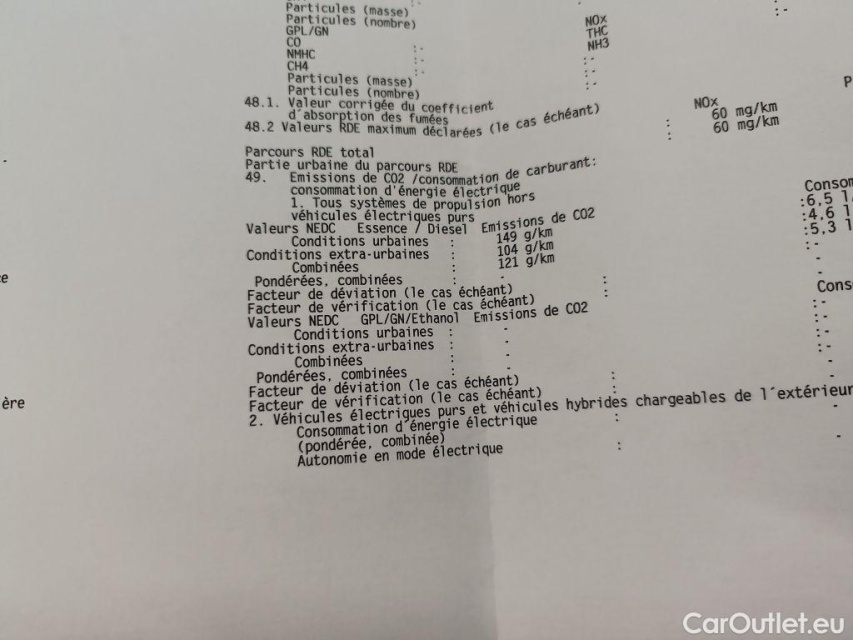 Particules (masse)
Particules (nombre) NOx :-
GPL/GN THC
CO :- NH3
NMHC :- :-
CH4 :- :-
Particules (masse) :-
Particules (nombre)
48.1. Valeur corrigée du coefficient P
d´absorption des fumées NOx
48.2 Valeurs RDE maximum déclarées (le cas échéant) : 60 mg/km
: 60 mg/km
Parcours RDE total
Partie urbaine du parcours RDE
49. Emissions de CO2 /consommation de carburant:
consommation d´énergie électrique
1. Tous systèmes de propulsion hors
véhicules électriques purs Consom
Valeurs NEDC Essence / Diesel Emissions de CO2 :6,5 l
Conditions urbaines : 149 g/km :4,6 l
Conditions extra-urbaines : 104 g/km :5,3 l
Combinées : 121 g/km :-
Pondérées, combinées : - -
Facteur de déviation (le cas échéant) : -
Facteur de vérification (le cas échéant) :
Valeurs NEDC GPL/GN/Ethanol Emissions de CO2 Conso
Conditions urbaines : - :-
Conditions extra-urbaines : - :-
Combinées : - :-
Pondérées, combinées : - :-
Facteur de déviation (le cas échéant) : -
Facteur de vérification (le cas échéant) : -
2. Véhicules électriques purs et véhicules hybrides chargeables de l´extérieur
Consommation d´énergie électrique : -
(pondérée, combinée)
Autonomie en mode électrique : -
ère
CarOutlet.eu